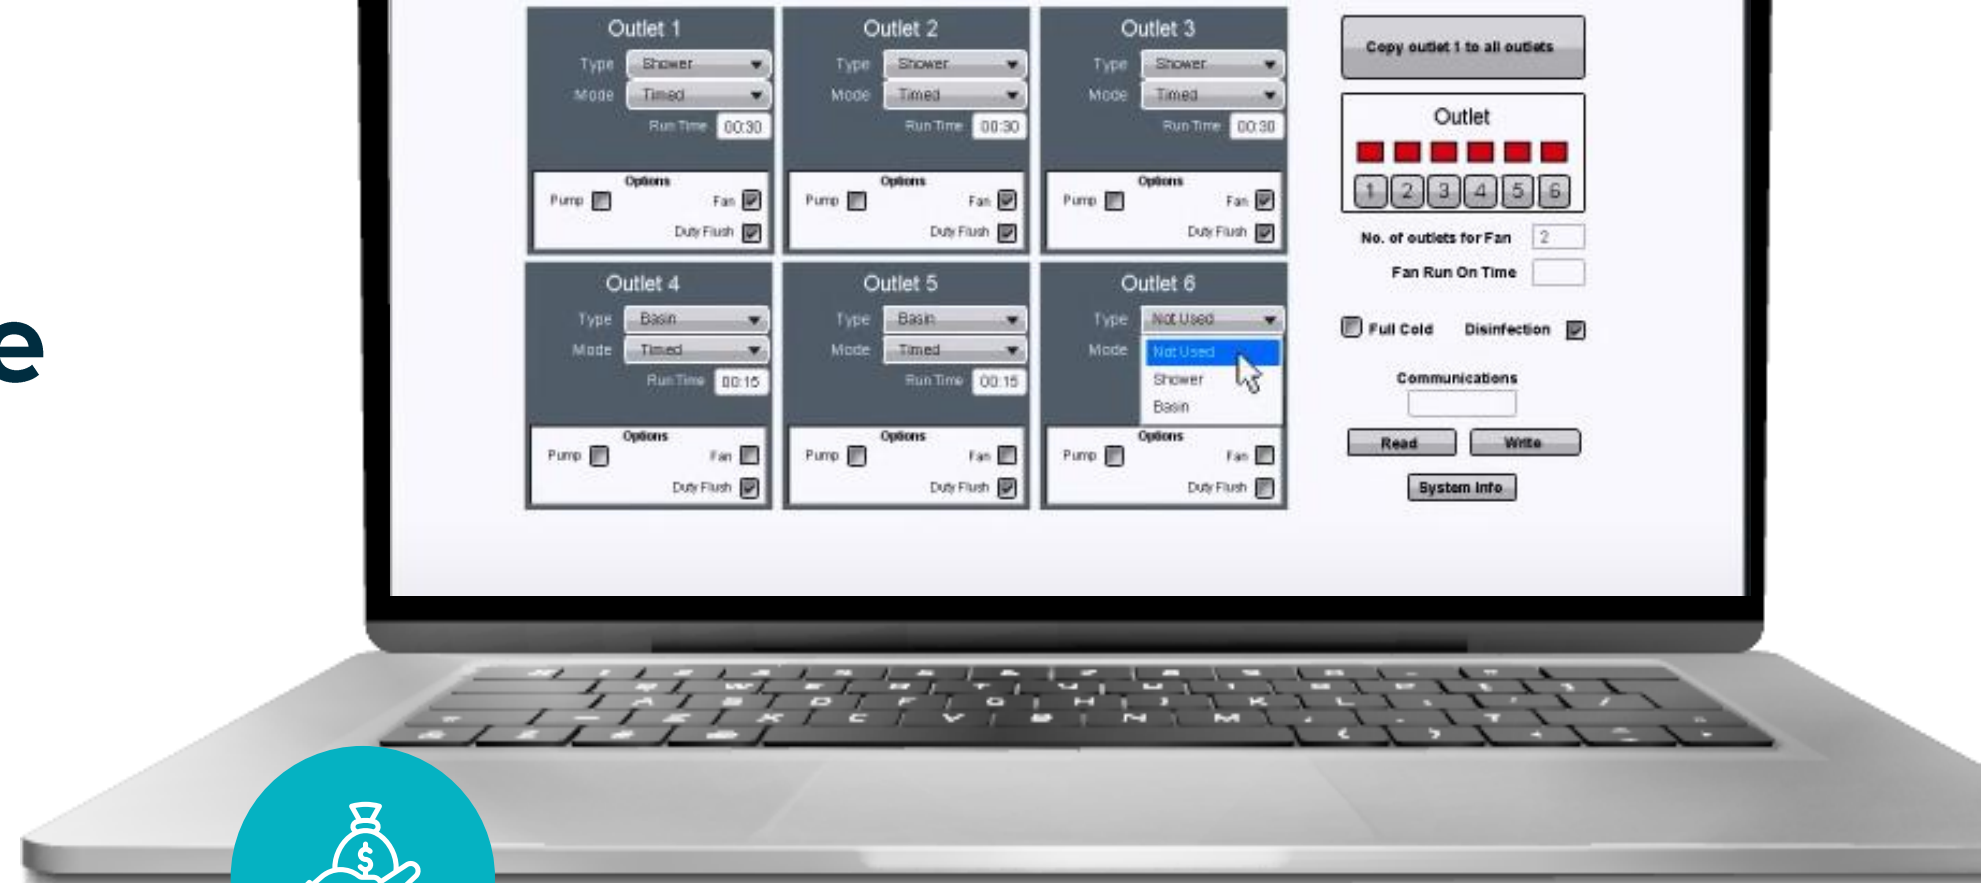 Outlet 1
Type Shower
Mode Timed
Run Time 00:30
Options
Pump Fan
Duty Flush
Outlet 2
Type Shower
Mode Timed
Run Time 00:30
Options
Pump Fan
Duty Flush
Outlet 3
Type Shower
Mode Timed
Run Time 00:30
Options
Pump Fan
Duty Flush
Outlet 4
Type Basin
Mode Timed
Run Time 00:15
Options
Pump Fan
Duty Flush
Outlet 5
Type Basin
Mode Timed
Run Time 00:15
Options
Pump Fan
Duty Flush
Outlet 6
Type Not Used
Mode Not Used
Shower
Basin
Options
Pump Fan
Duty Flush
Copy outlet 1 to all outlets
Outlet
1 2 3 4 5 6
No. of outlets for Fan 2
Fan Run On Time
Full Cold Disinfection
Communications
Read Write
System Info
e
$